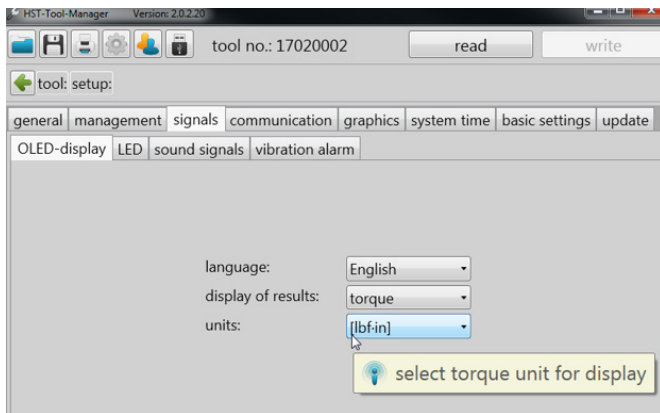 HST-Tool-Manager Version: 2.0.2.20
tool no.: 17020002 read write
tool: setup:
general management signals communication graphics system time basic settings update
OLED-display LED sound signals vibration alarm
language: English
display of results: torque
units: [lbf·in]
select torque unit for display